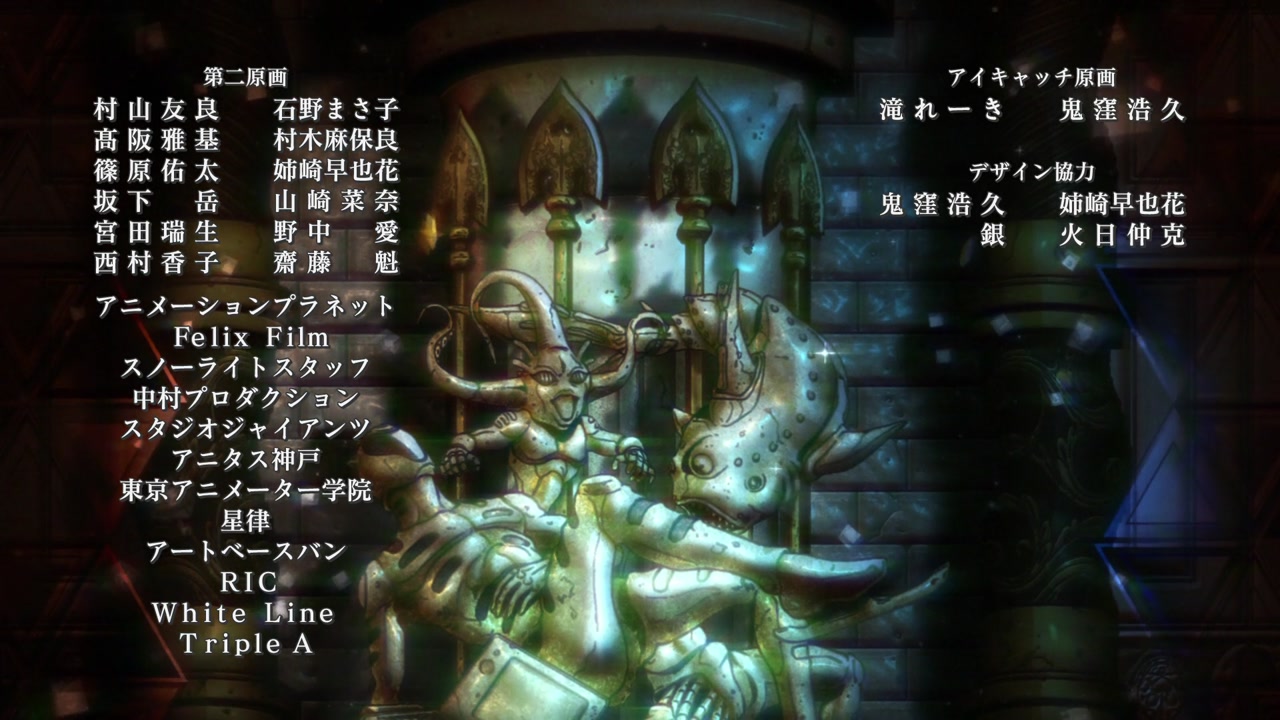 第二原画
村山友良 石野まさ子
髙阪雅基 村木麻保良
篠原佑太 姉崎早也花
坂下岳 山崎菜奈
宮田瑞生 野中愛
西村香子 齋藤魁
アニメーションプラネット
Felix Film
スノーライトスタッフ
中村プロダクション
スタジオジャイアンツ
アニタス神戸
東京アニメーター学院
星律
アートベースバン
RIC
White Line
Triple A
アイキャッチ原画
滝れーき 鬼窪浩久
デザイン協力
鬼窪浩久 姉崎早也花
銀 火日仲克